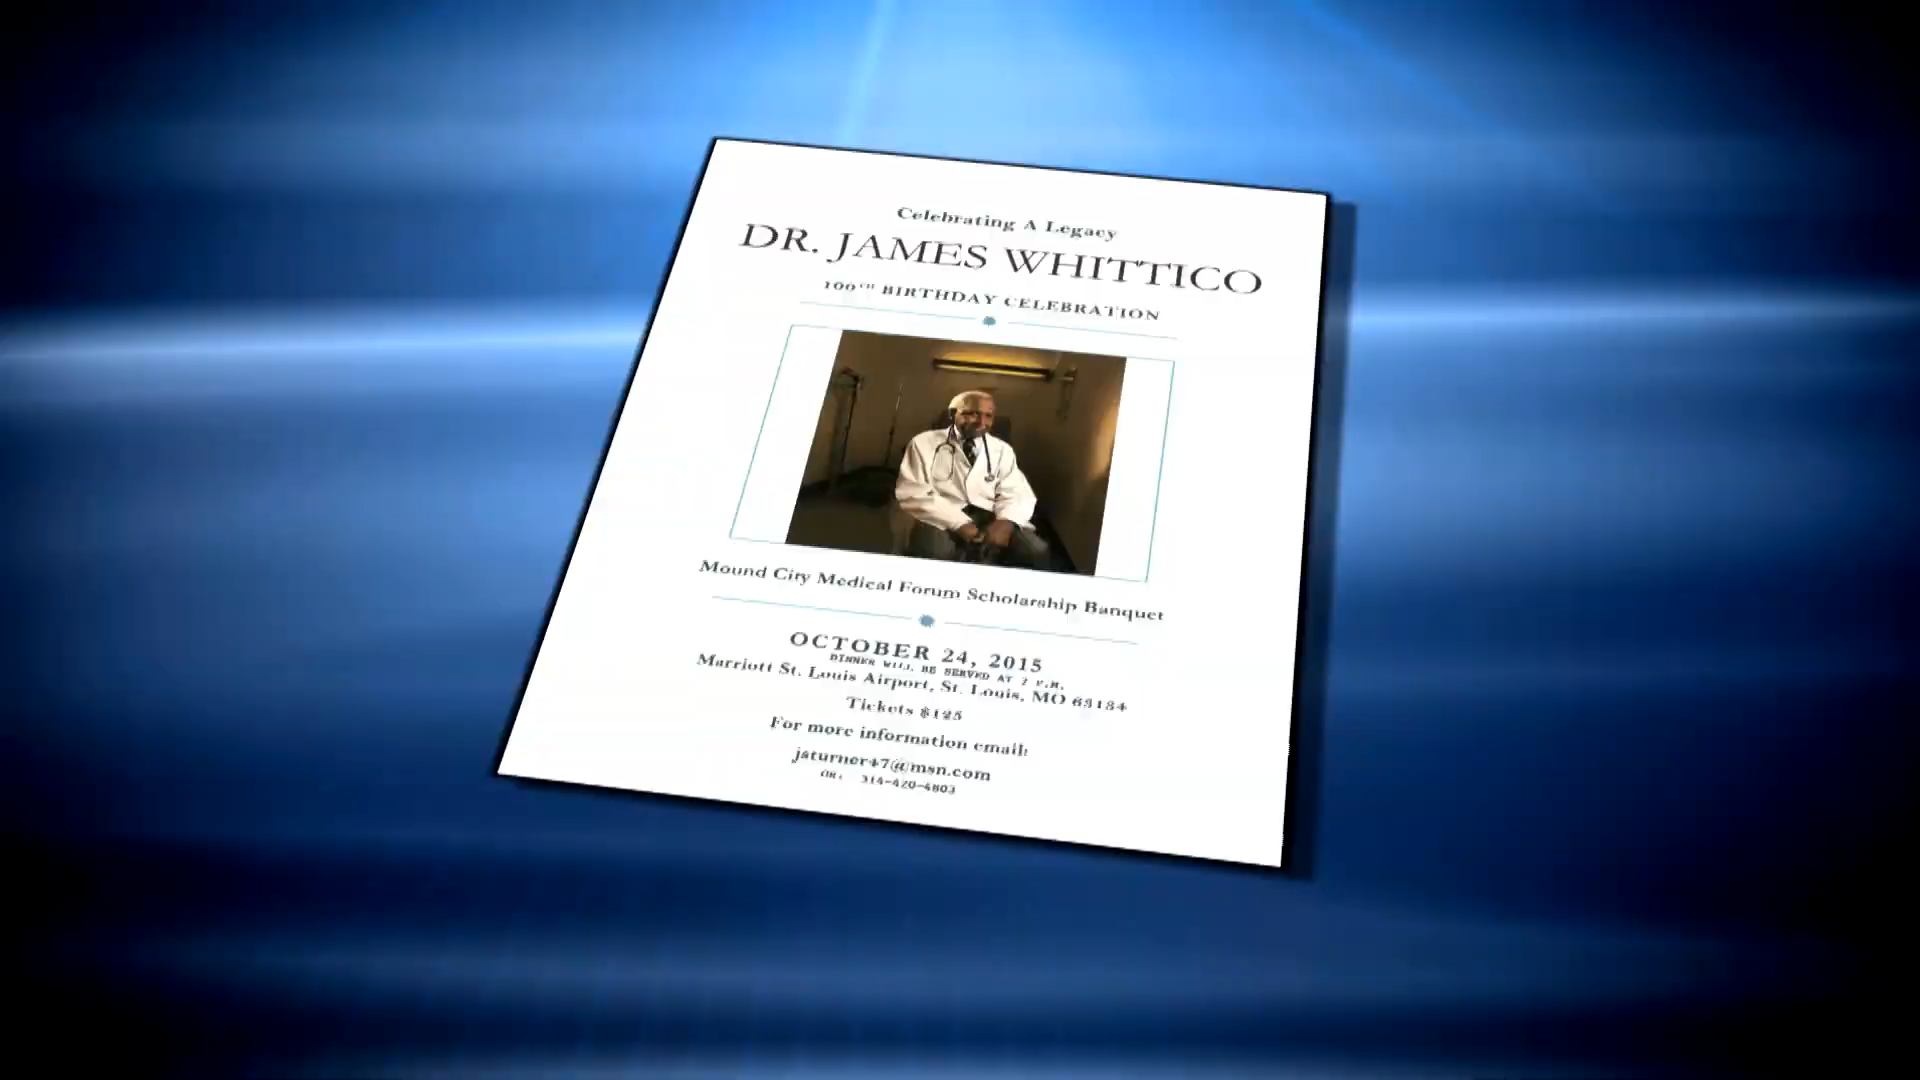 Celebrating A Legacy
DR. JAMES WHITTICO
100TH BIRTHDAY CELEBRATION
Mound City Medical Forum Scholarship Banquet
OCTOBER 24, 2015
DINNER WILL BE SERVED AT 7 P.M.
Marriott St. Louis Airport, St. Louis, MO 63134
Tickets $125
For more information email:
jsturner47@msn.com
OR: 314-420-4803